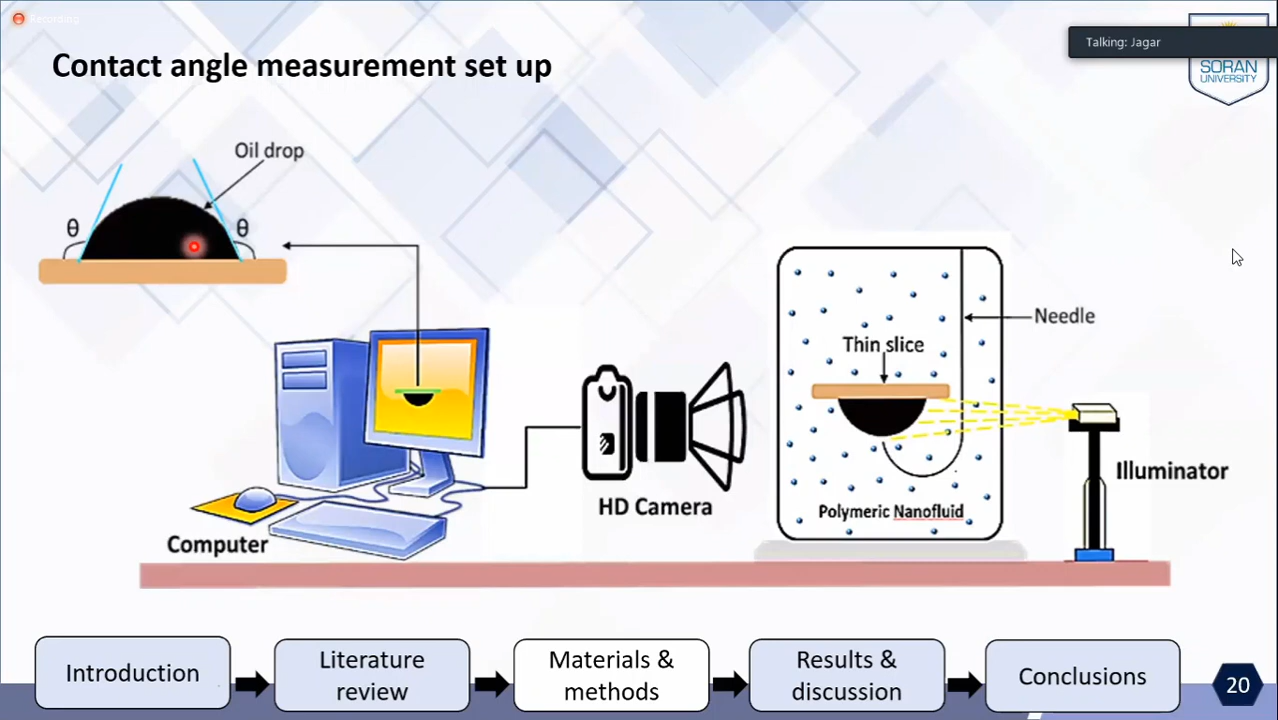 Recording
Contact angle measurement set up
Talking: Jagar
SORAN
UNIVERSITY
Oil drop
θ
θ
Needle
Thin slice
Illuminator
HD Camera
Polymeric Nanofluid
Computer
Introduction
Literature
review
Materials &
methods
Results &
discussion
Conclusions
20